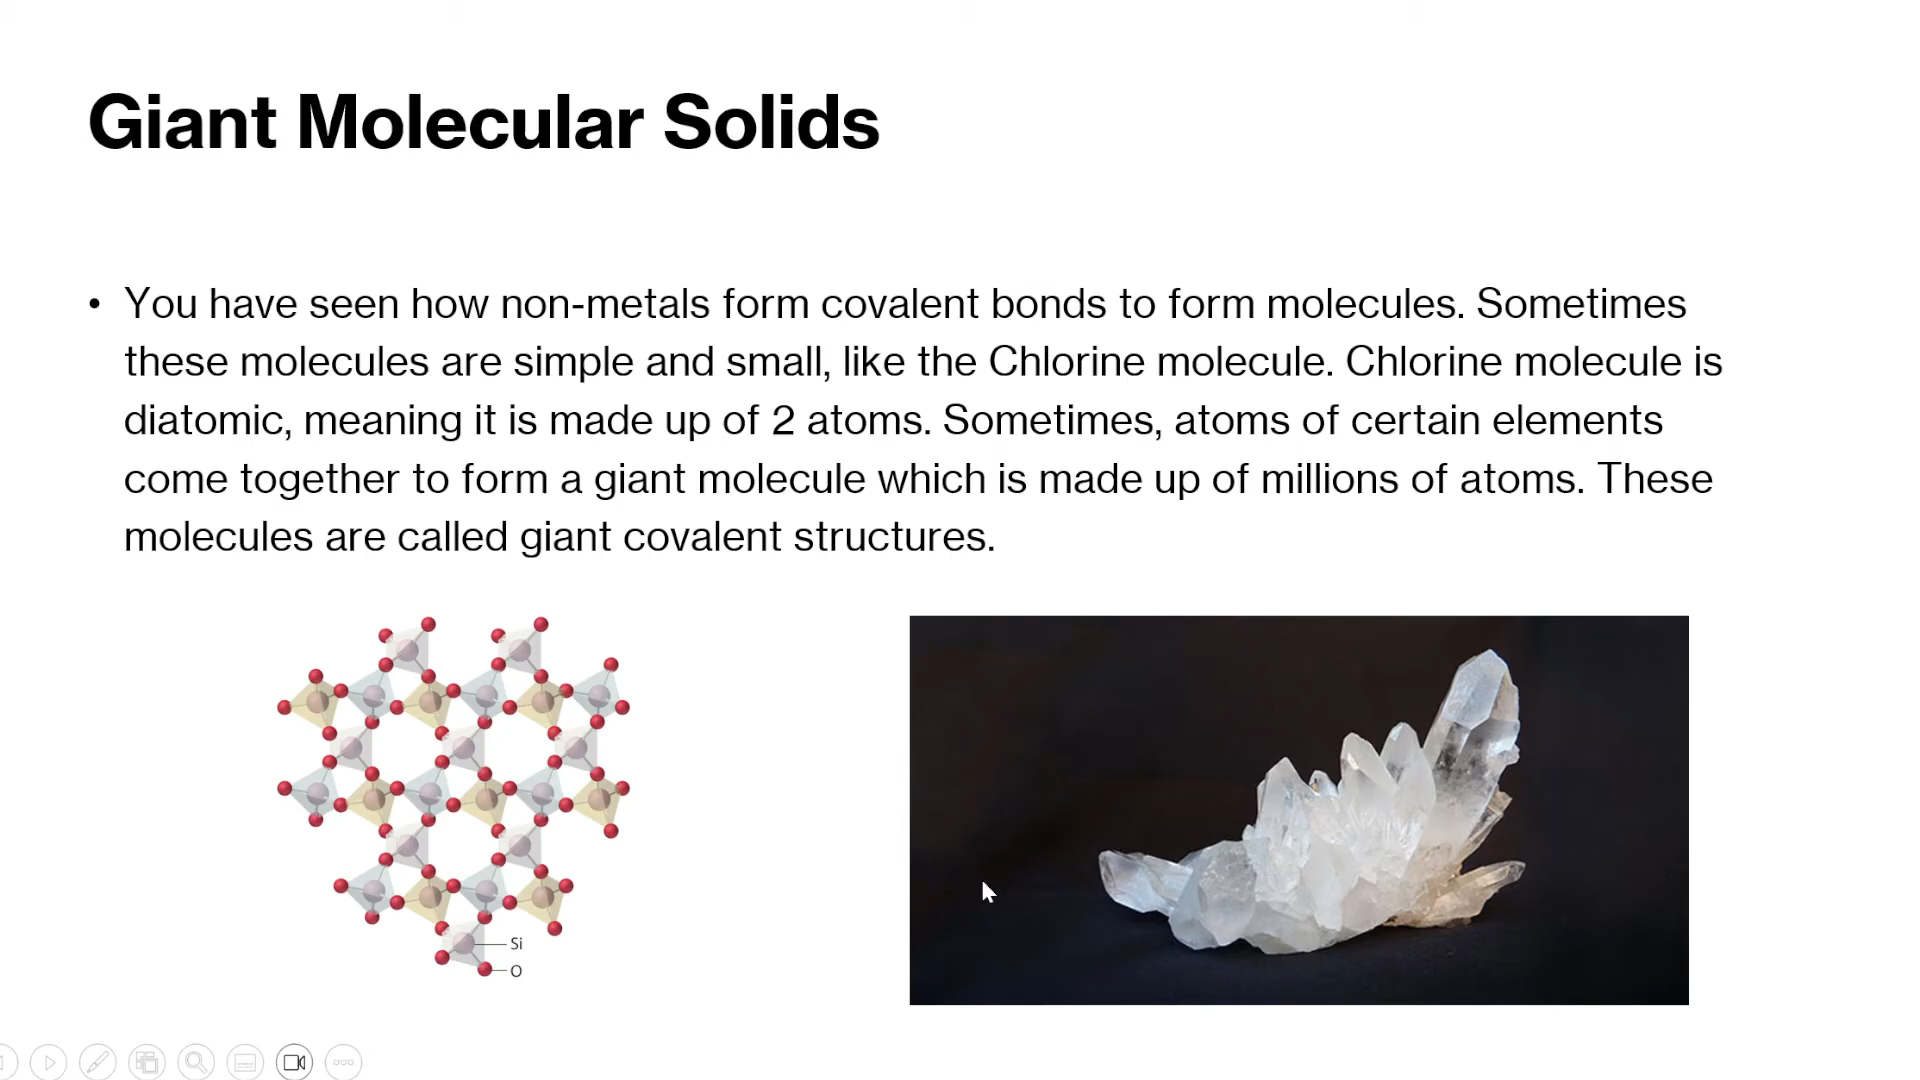 Giant Molecular Solids
• You have seen how non-metals form covalent bonds to form molecules. Sometimes
these molecules are simple and small, like the Chlorine molecule. Chlorine molecule is
diatomic, meaning it is made up of 2 atoms. Sometimes, atoms of certain elements
come together to form a giant molecule which is made up of millions of atoms. These
molecules are called giant covalent structures.
Si
O